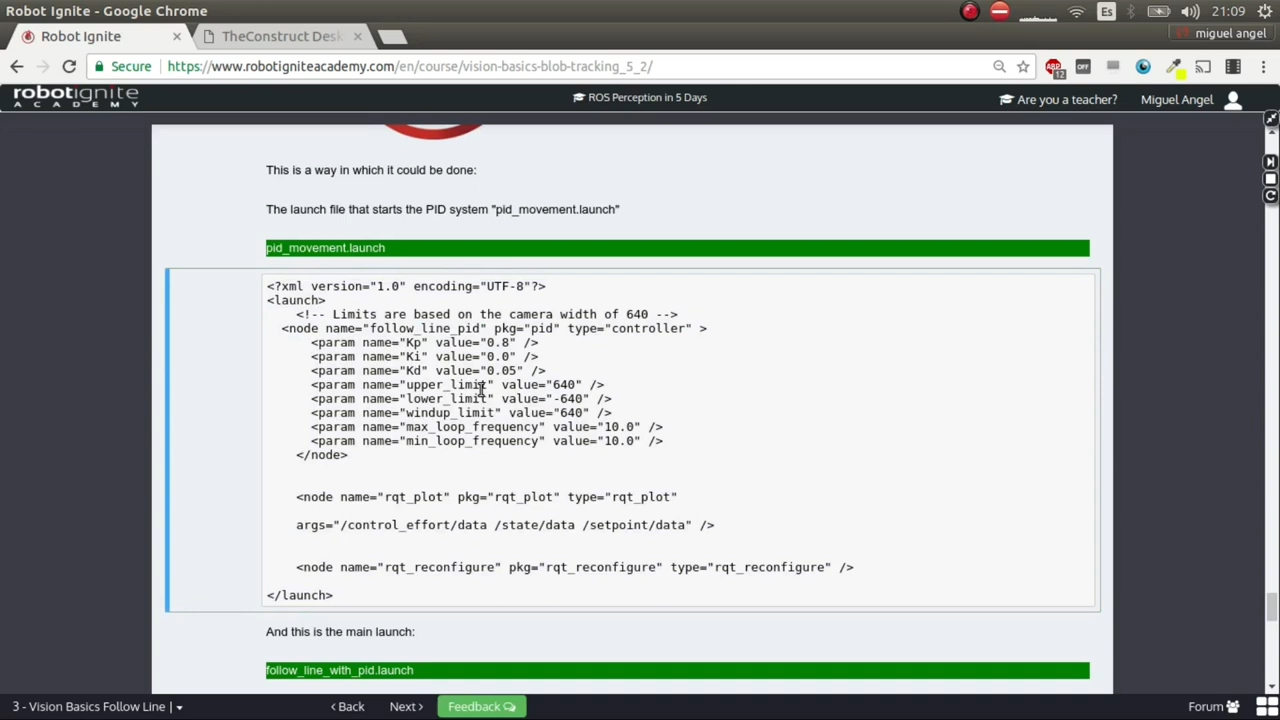 Robot Ignite - Google Chrome
Es
21:09
Robot Ignite
TheConstruct Desk
miguel angel
Secure
https://www.robotigniteacademy.com/en/course/vision-basics-blob-tracking_5_2/
ABP
12
OFF
robotignite
ACADEMY
ROS Perception in 5 Days
Are you a teacher?
Miguel Angel
This is a way in which it could be done:
The launch file that starts the PID system "pid_movement.launch"
pid_movement.launch
<?xml version="1.0" encoding="UTF-8"?>
<launch>
    <!-- Limits are based on the camera width of 640 -->
  <node name="follow_line_pid" pkg="pid" type="controller" >
      <param name="Kp" value="0.8" />
      <param name="Ki" value="0.0" />
      <param name="Kd" value="0.05" />
      <param name="upper_limit" value="640" />
      <param name="lower_limit" value="-640" />
      <param name="windup_limit" value="640" />
      <param name="max_loop_frequency" value="10.0" />
      <param name="min_loop_frequency" value="10.0" />
    </node>
    <node name="rqt_plot" pkg="rqt_plot" type="rqt_plot"
    args="/control_effort/data /state/data /setpoint/data" />
    <node name="rqt_reconfigure" pkg="rqt_reconfigure" type="rqt_reconfigure" />
</launch>
And this is the main launch:
follow_line_with_pid.launch
3 - Vision Basics Follow Line |
Back
Next
Feedback
Forum